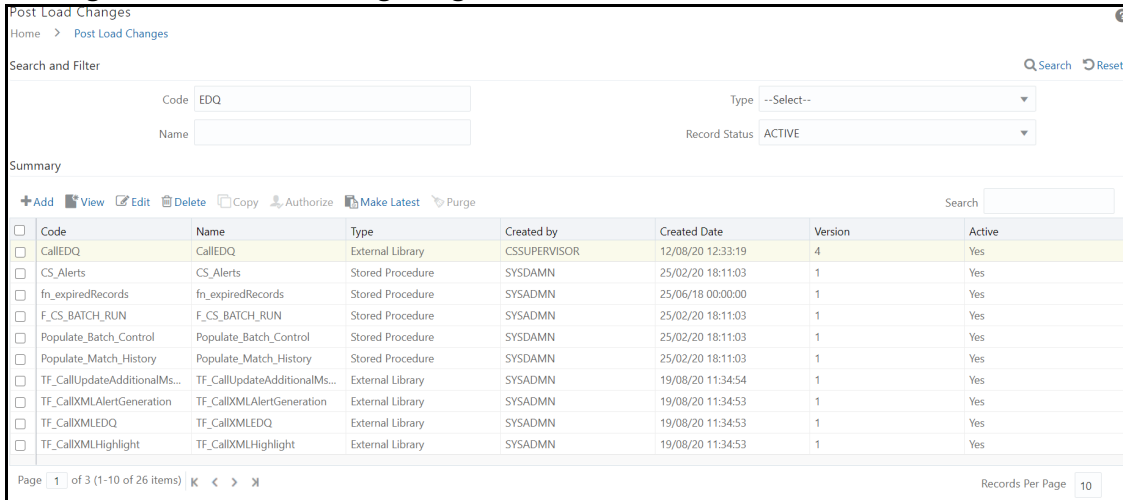 Post Load Changes
Home > Post Load Changes
Search and Filter Search Reset
Code EDQ Type --Select--
Name Record Status ACTIVE
Summary
Add View Edit Delete Copy Authorize Make Latest Purge Search
Code Name Type Created by Created Date Version Active
CallEDQ CallEDQ External Library CSSUPERVISOR 12/08/20 12:33:19 4 Yes
CS_Alerts CS_Alerts Stored Procedure SYSDAMN 25/02/20 18:11:03 1 Yes
fn_expiredRecords fn_expiredRecords Stored Procedure SYSADMN 25/06/18 00:00:00 1 Yes
F_CS_BATCH_RUN F_CS_BATCH_RUN Stored Procedure SYSADMN 25/02/20 18:11:03 1 Yes
Populate_Batch_Control Populate_Batch_Control Stored Procedure SYSADMN 25/02/20 18:11:03 1 Yes
Populate_Match_History Populate_Match_History Stored Procedure SYSADMN 25/02/20 18:11:03 1 Yes
TF_CallUpdateAdditionalMs... TF_CallUpdateAdditionalMs... External Library SYSADMN 19/08/20 11:34:54 1 Yes
TF_CallXMLAlertGeneration TF_CallXMLAlertGeneration External Library SYSADMN 19/08/20 11:34:53 1 Yes
TF_CallXMLEDQ TF_CallXMLEDQ External Library SYSADMN 19/08/20 11:34:53 1 Yes
TF_CallXMLHighlight TF_CallXMLHighlight External Library SYSADMN 19/08/20 11:34:53 1 Yes
Page 1 of 3 (1-10 of 26 items) Records Per Page 10